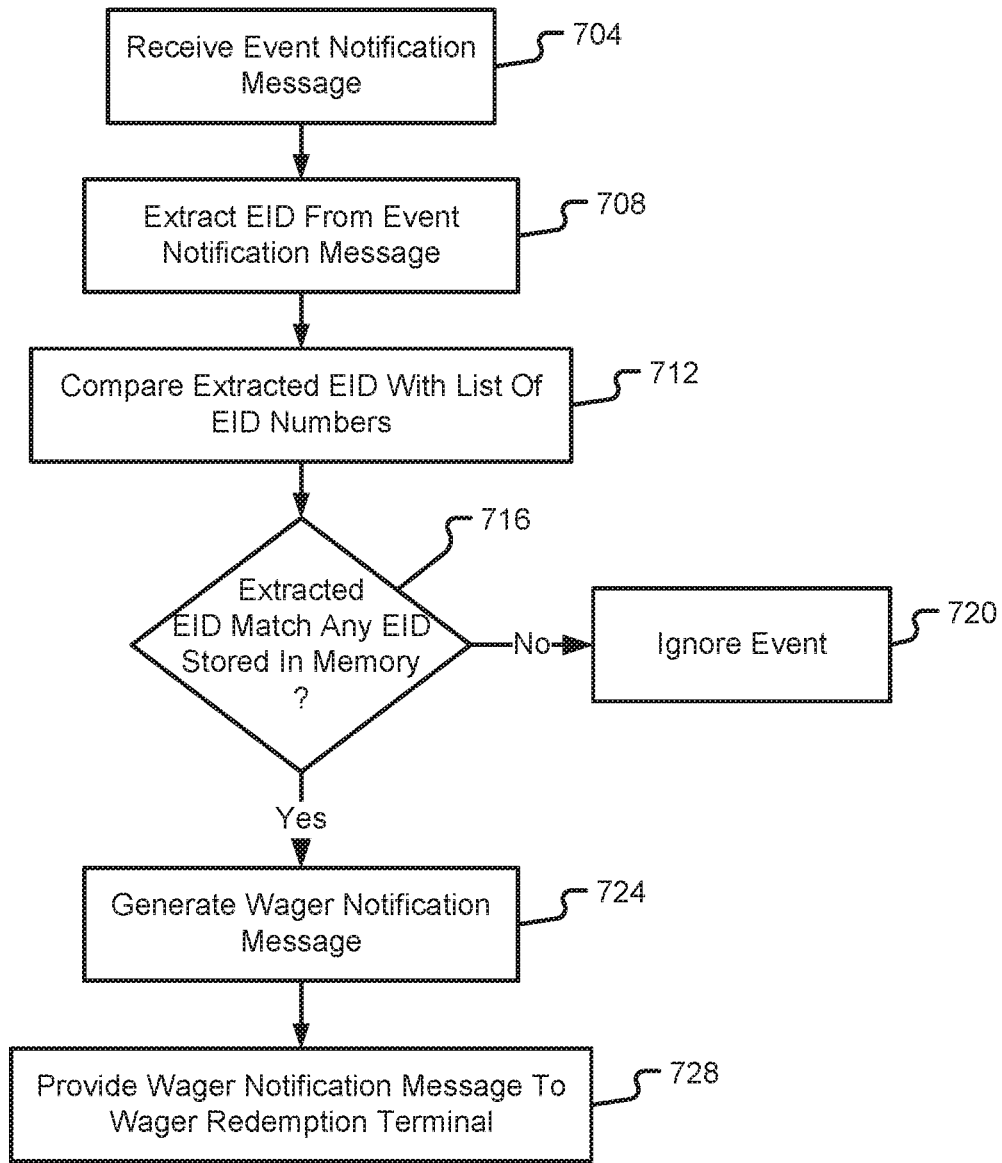 Receive Event Notification
Message
704
Extract EID From Event
Notification Message
708
Compare Extracted EID With List Of
EID Numbers
712
716
Extracted
EID Match Any EID
Stored In Memory
?
No
Ignore Event
720
Yes
Generate Wager Notification
Message
724
Provide Wager Notification Message To
Wager Redemption Terminal
728